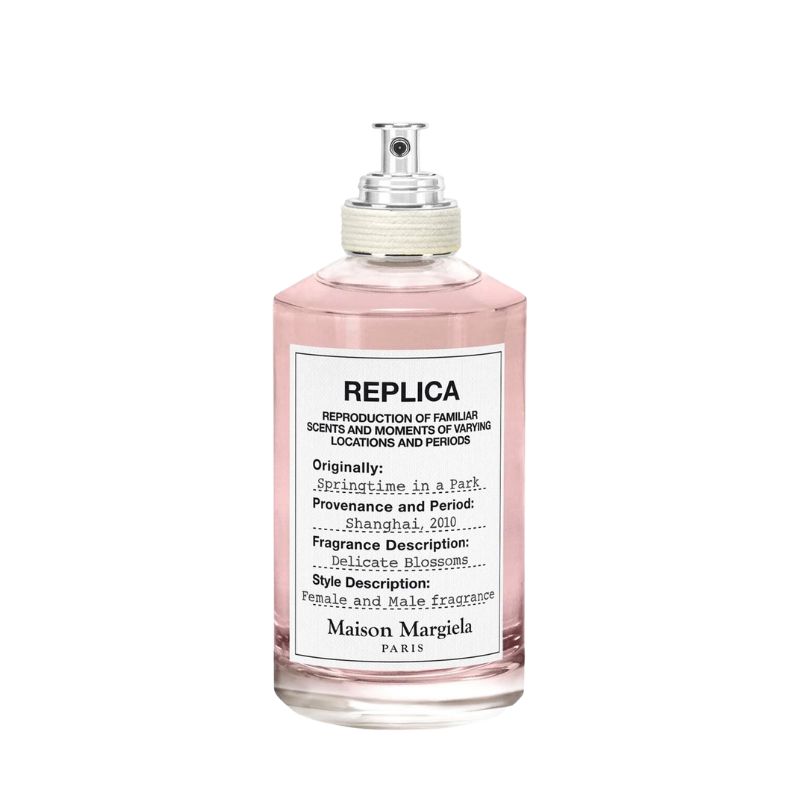 REPLICA
REPRODUCTION OF FAMILIAR
SCENTS AND MOMENTS OF VARYING
LOCATIONS AND PERIODS
Originally:
Springtime in a Park
Provenance and Period:
Shanghai, 2010
Fragrance Description:
Delicate Blossoms
Style Description:
Female and Male fragrance
Maison Margiela
PARIS